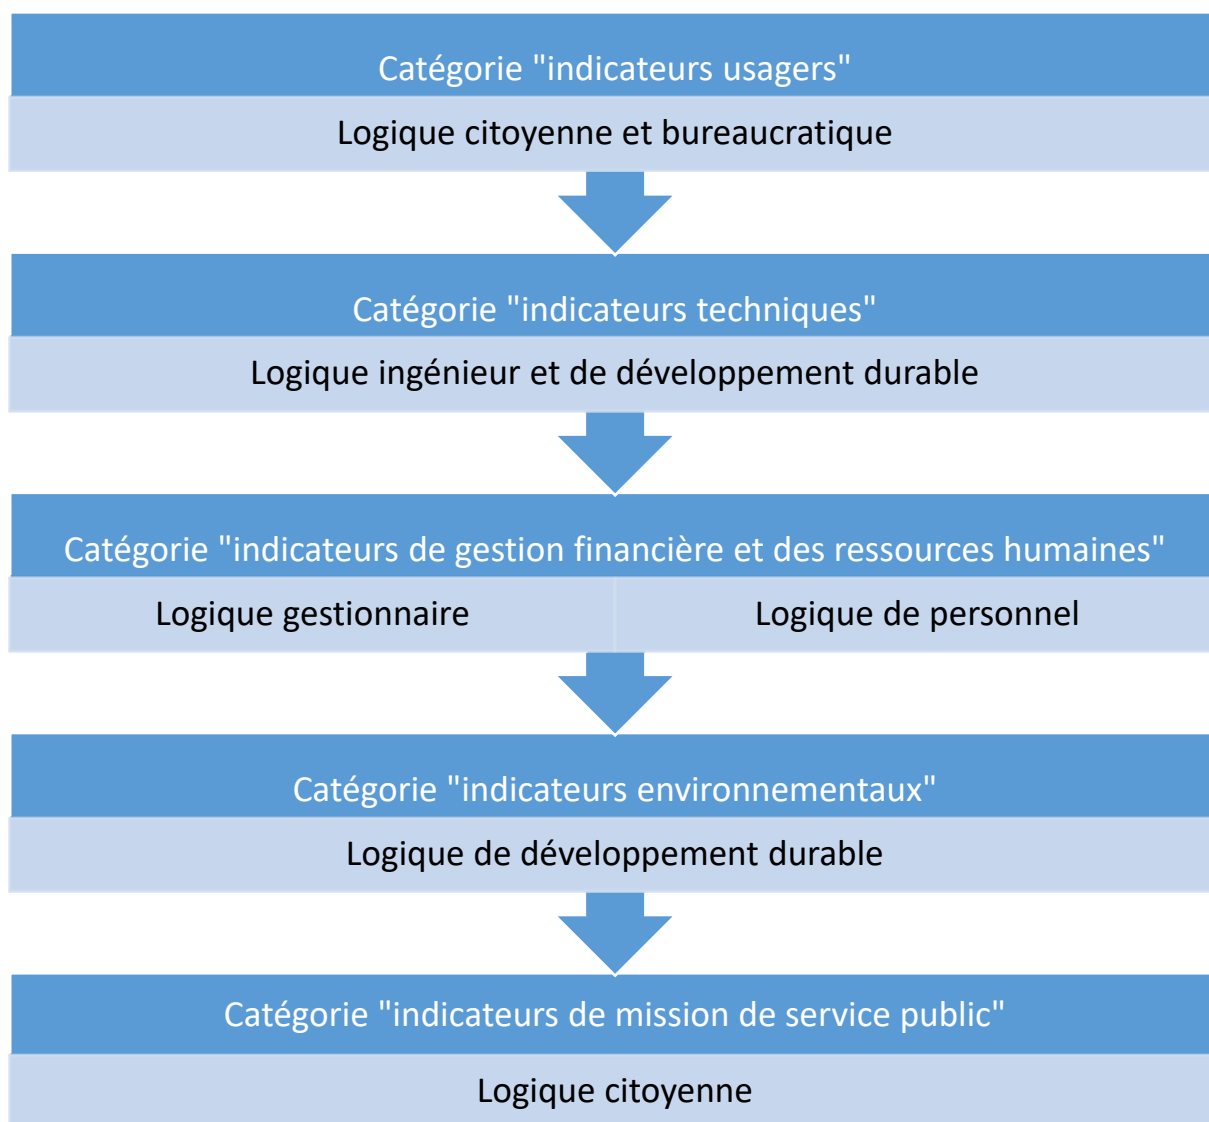 Catégorie "indicateurs usagers"
Logique citoyenne et bureaucratique
Catégorie "indicateurs techniques"
Logique ingénieur et de développement durable
Catégorie "indicateurs de gestion financière et des ressources humaines"
Logique gestionnaire
Logique de personnel
Catégorie "indicateurs environnementaux"
Logique de développement durable
Catégorie "indicateurs de mission de service public"
Logique citoyenne